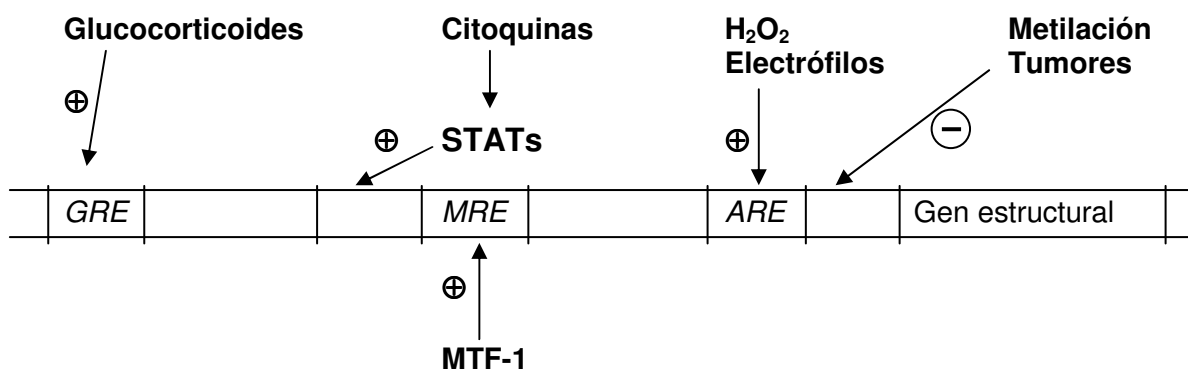 Glucocorticoides
Citoquinas
H₂O₂
Electrófilos
Metilación
Tumores
⊕
⊕
STATs
⊕
−
GRE
MRE
ARE
Gen estructural
⊕
MTF-1